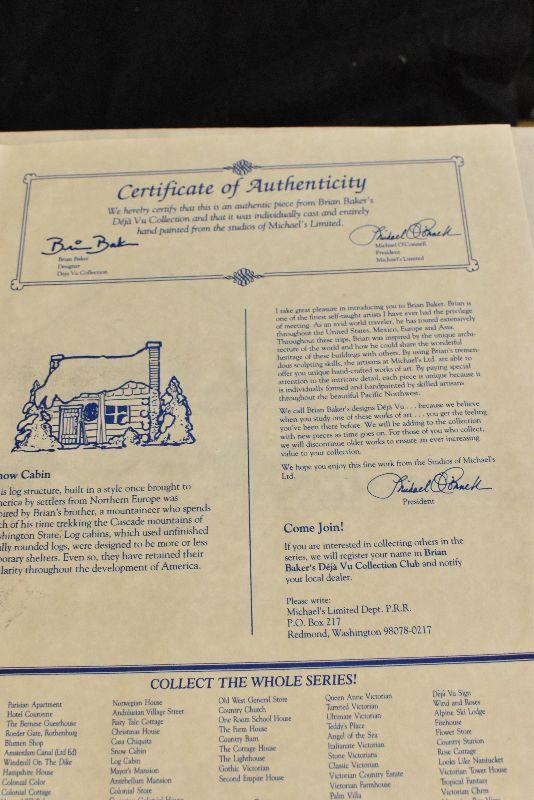 Certificate of Authenticity
We hereby certify that this is an authentic piece from Brian Baker's
Déjà Vu Collection and that it was individually cast and entirely
hand painted from the studios of Michael's Limited.
Brian Baker
Designer
Deja Vu Collection
Michael O'Connell
President
Michael's Limited
now Cabin
is log structure, built in a style once brought to
erica by settlers from Northern Europe was
pired by Brian's brother, a mountaineer who spends
ch of his time trekking the Cascade mountains of
shington State. Log cabins, which used unfinished
lly rounded logs, were designed to be more or less
porary shelters. Even so, they have retained their
ularity throughout the development of America.
I take great pleasure in introducing you to Brian Baker. Brian is
one of the finest self-taught artists I have ever had the privilege
of meeting. As an avid world traveler, he has toured extensively
throughout the United States, Mexico, Europe and Asia.
Throughout these trips, Brian was inspired by the unique archi-
tecture of the world and how he could share the wonderful
heritage of these buildings with others. By using Brian's tremen-
dous sculpting skills, the artisans at Michael's Ltd. are able to
offer you unique hand-crafted works of art. By paying special
attention to the intricate detail, each piece is unique because is
is individually formed and handpainted by skilled artisans
throughout the beautiful Pacific Northwest.
We call Brian Baker's designs Déjà Vu . . . because we believe
when you study one of these works of art . . . you get the feeling
you've been there before. We will be adding to the collection
with new pieces as time goes on. For those of you who collect,
we will discontinue older works to ensure an ever increasing
value to your collection.
We hope you enjoy this fine work from the Studios of Michael's
Ltd.
President
Come Join!
If you are interested in collecting others in the
series, we will register your name in Brian
Baker's Déjà Vu Collection Club and notify
your local dealer.
Please write:
Michael's Limited Dept. P.R.R.
P.O. Box 217
Redmond, Washington 98078-0217
COLLECT THE WHOLE SERIES!
Parisian Apartment
Hotel Couronne
The Bernese Guesthouse
Roeder Gate, Rothenburg
Blumen Shop
Amsterdam Canal (Ltd Ed)
Windmill On The Dike
Hampshire House
Colonial Color
Colonial Cottage
Norwegian House
Andulusian Village Street
Fairy Tale Cottage
Christmas House
Casa Chiquita
Snow Cabin
Log Cabin
Mayor's Mansion
Antebellum Mansion
Colonial Store
Old West General Store
Country Church
One Room School House
The Farm House
Country Barn
The Cottage House
The Lighthouse
Gothic Victorian
Second Empire House
Queen Anne Victorian
Turreted Victorian
Ultimate Victorian
Teddy's Place
Angel of the Sea
Italianate Victorian
Stone Victorians
Classic Victorian
Victorian Country Estate
Victorian Farmhouse
Palm Villa
Déjà Vu Sign
Wind and Roses
Alpine Ski Lodge
Firehouse
Flower Store
Country Station
Rose Cottage
Looks Like Nantucket
Victorian Tower House
Tropical Fantasy
Victorian Chrm